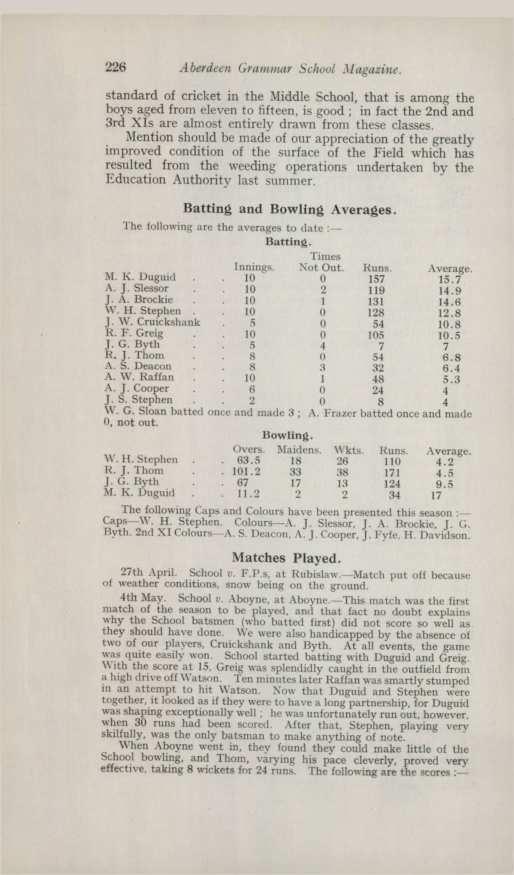 226 Aberdeen Grammar School Magazine.
standard of cricket in the Middle School, that is among the
boys aged from eleven to fifteen, is good ; in fact the 2nd and
3rd XIs are almost entirely drawn from these classes.
Mention should be made of our appreciation of the greatly
improved condition of the surface of the Field which has
resulted from the weeding operations undertaken by the
Education Authority last summer.
Batting and Bowling Averages.
The following are the averages to date :—
Batting.
Times
Innings. Not Out. Runs. Average.
M. K. Duguid . . 10 0 157 15.7
A. J. Slessor . . 10 2 119 14.9
J. A. Brockie . . 10 1 131 14.6
W. H. Stephen . . 10 0 128 12.8
J. W. Cruickshank . 5 0 54 10.8
R. F. Greig . . 10 0 105 10.5
J. G. Byth . . 5 4 7 7
R. J. Thom . . 8 0 54 6.8
A. S. Deacon . . 8 3 32 6.4
A. W. Raffan . . 10 1 48 5.3
A. J. Cooper . . 6 0 24 4
J. S. Stephen . . 2 0 8 4
W. G. Sloan batted once and made 3 ; A. Frazer batted once and made
0, not out.
Bowling.
Overs. Maidens. Wkts. Runs. Average.
W. H. Stephen . . 63.5 18 26 110 4.2
R. J. Thom . . 101.2 33 38 171 4.5
J. G. Byth . . 67 17 13 124 9.5
M. K. Duguid . . 11.2 2 2 34 17
The following Caps and Colours have been presented this season :—
Caps—W. H. Stephen. Colours—A. J. Slessor, J. A. Brockie, J. G.
Byth. 2nd XI Colours—A. S. Deacon, A. J. Cooper, J. Fyfe, H. Davidson.
Matches Played.
27th April. School v. F.P.s, at Rubislaw.—Match put off because
of weather conditions, snow being on the ground.
4th May. School v. Aboyne, at Aboyne.—This match was the first
match of the season to be played, and that fact no doubt explains
why the School batsmen (who batted first) did not score so well as
they should have done. We were also handicapped by the absence of
two of our players, Cruickshank and Byth. At all events, the game
was quite easily won. School started batting with Duguid and Greig.
With the score at 15, Greig was splendidly caught in the outfield from
a high drive off Watson. Ten minutes later Raffan was smartly stumped
in an attempt to hit Watson. Now that Duguid and Stephen were
together, it looked as if they were to have a long partnership, for Duguid
was shaping exceptionally well ; he was unfortunately run out, however,
when 30 runs had been scored. After that, Stephen, playing very
skilfully, was the only batsman to make anything of note.
When Aboyne went in, they found they could make little of the
School bowling, and Thom, varying his pace cleverly, proved very
effective, taking 8 wickets for 24 runs. The following are the scores :—